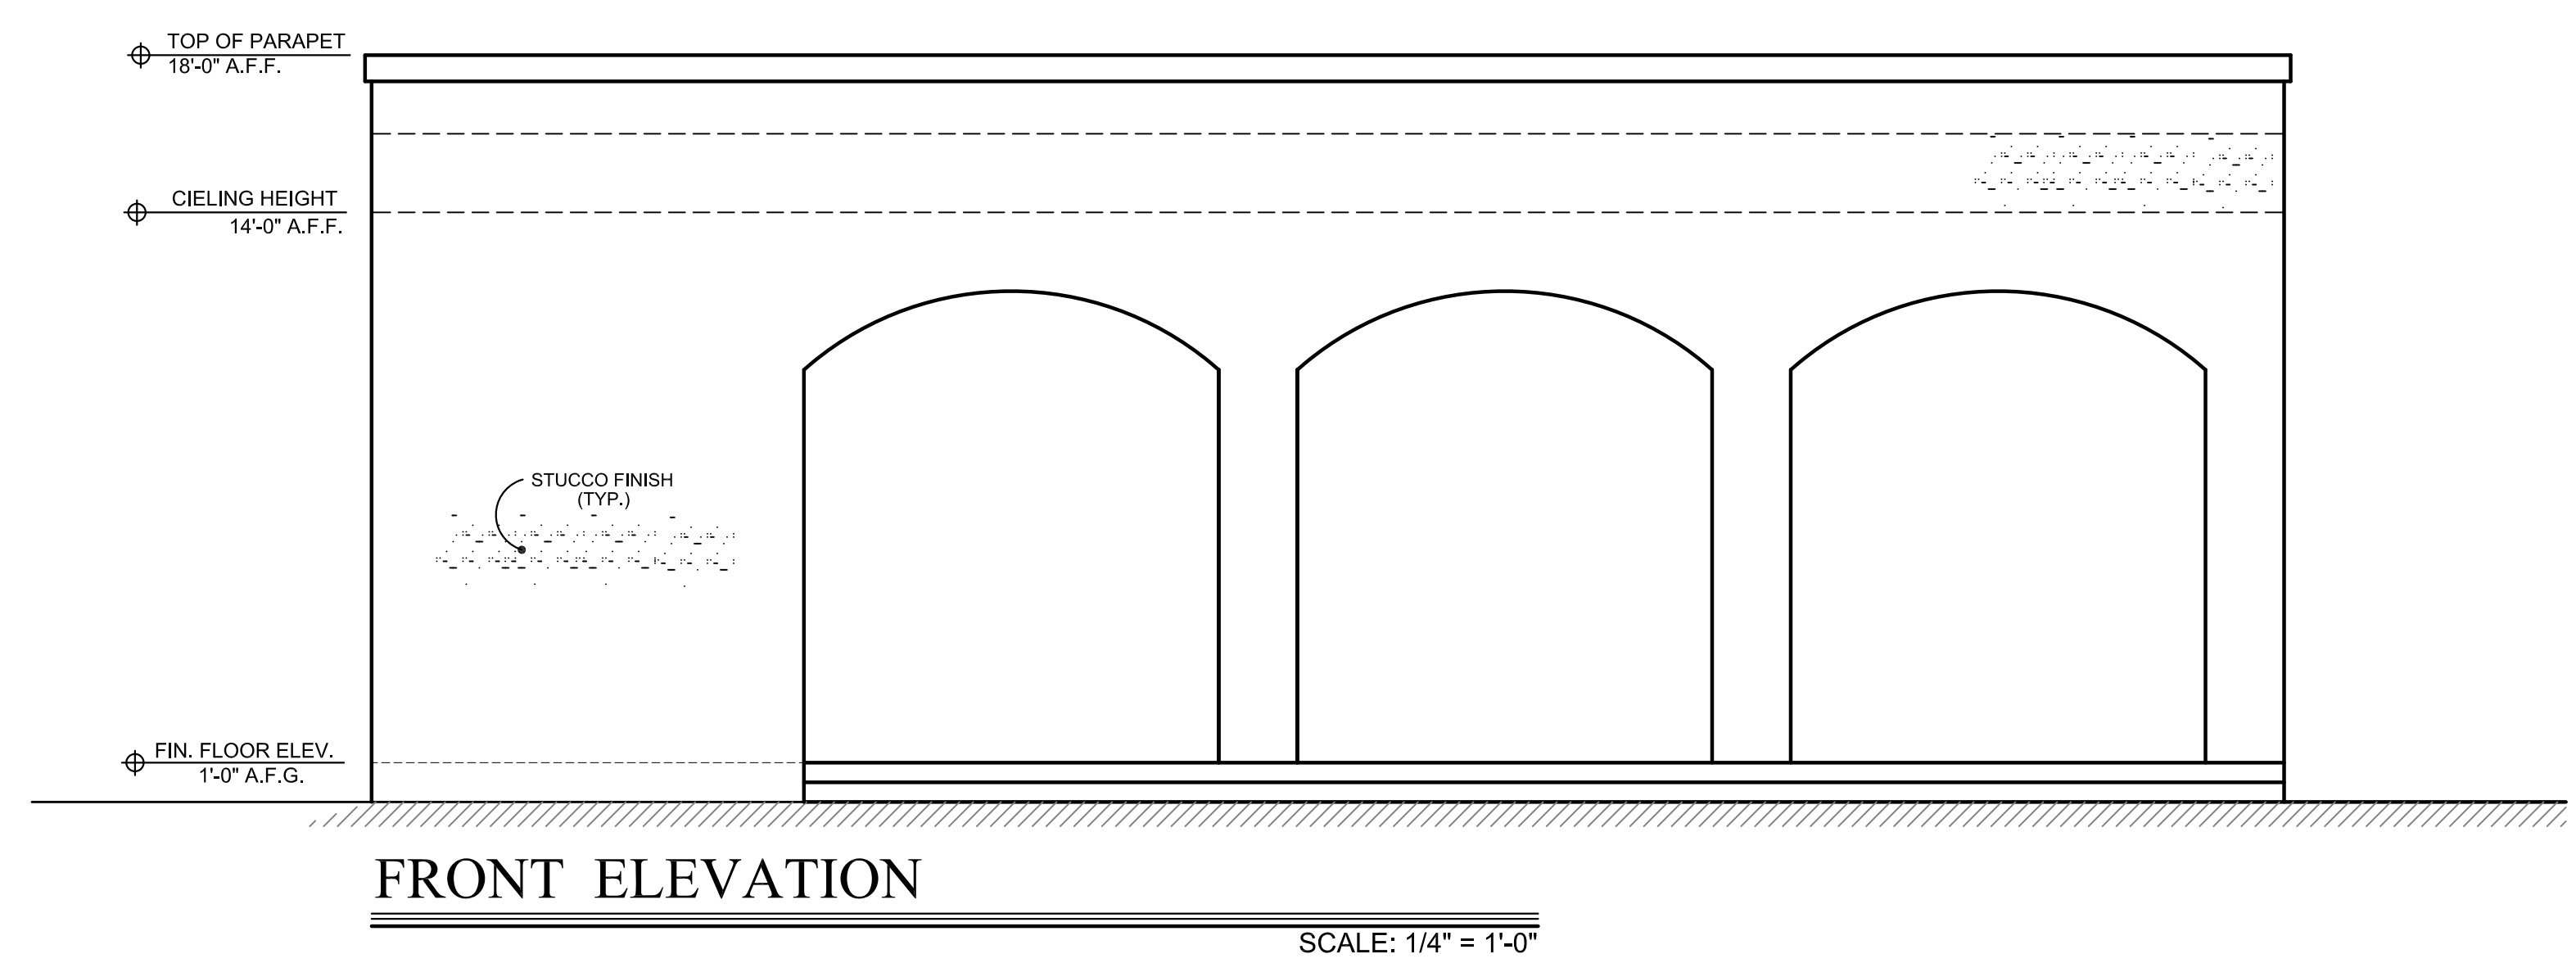 TOP OF PARAPET
18'-0" A.F.F.
CIELING HEIGHT
14'-0" A.F.F.
STUCCO FINISH
(TYP.)
FIN. FLOOR ELEV.
1'-0" A.F.G.
FRONT ELEVATION
SCALE: 1/4" = 1'-0"